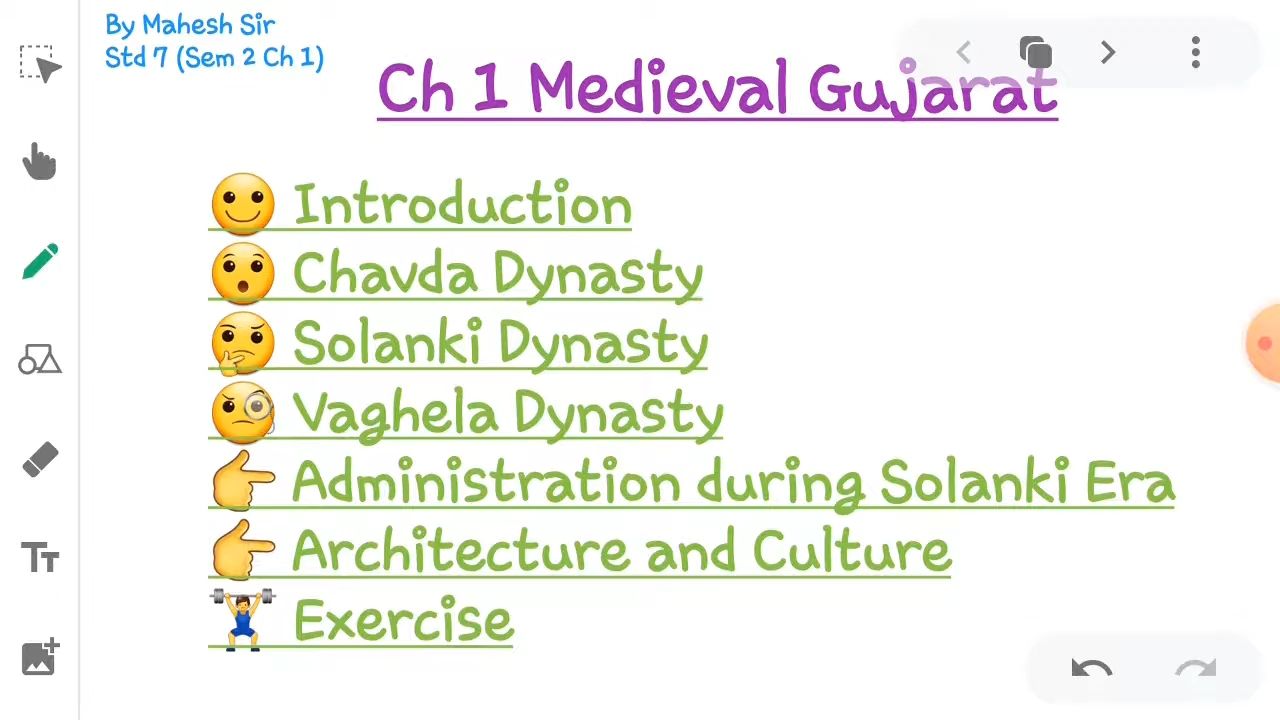 By Mahesh Sir
Std 7 (Sem 2 Ch 1)
Ch 1 Medieval Gujarat
Introduction
Chavda Dynasty
Solanki Dynasty
Vaghela Dynasty
Administration during Solanki Era
Architecture and Culture
Exercise